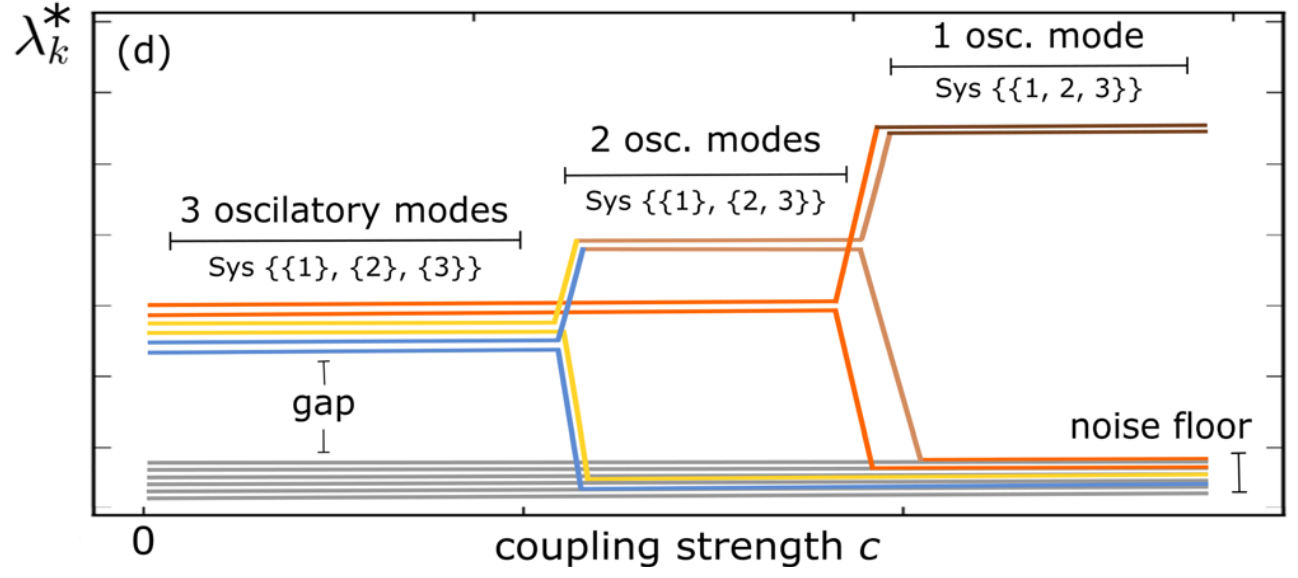 λ*k
(d)
1 osc. mode
Sys {{1, 2, 3}}
2 osc. modes
Sys {{1}, {2, 3}}
3 oscilatory modes
Sys {{1}, {2}, {3}}
gap
noise floor
0
coupling strength c